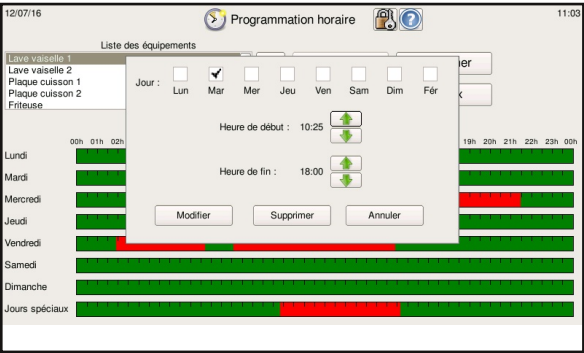 12/07/16
Programmation horaire
11:03
Liste des équipements
Lave vaiselle 1
Lave vaiselle 2
Plaque cuisson 1
Plaque cuisson 2
Friteuse
ner
x
Jour :
Lun Mar Mer Jeu Ven Sam Dim Fér
Heure de début : 10:25
Heure de fin : 18:00
Modifier Supprimer Annuler
00h 01h 02h 19h 20h 21h 22h 23h 00h
Lundi
Mardi
Mercredi
Jeudi
Vendredi
Samedi
Dimanche
Jours spéciaux